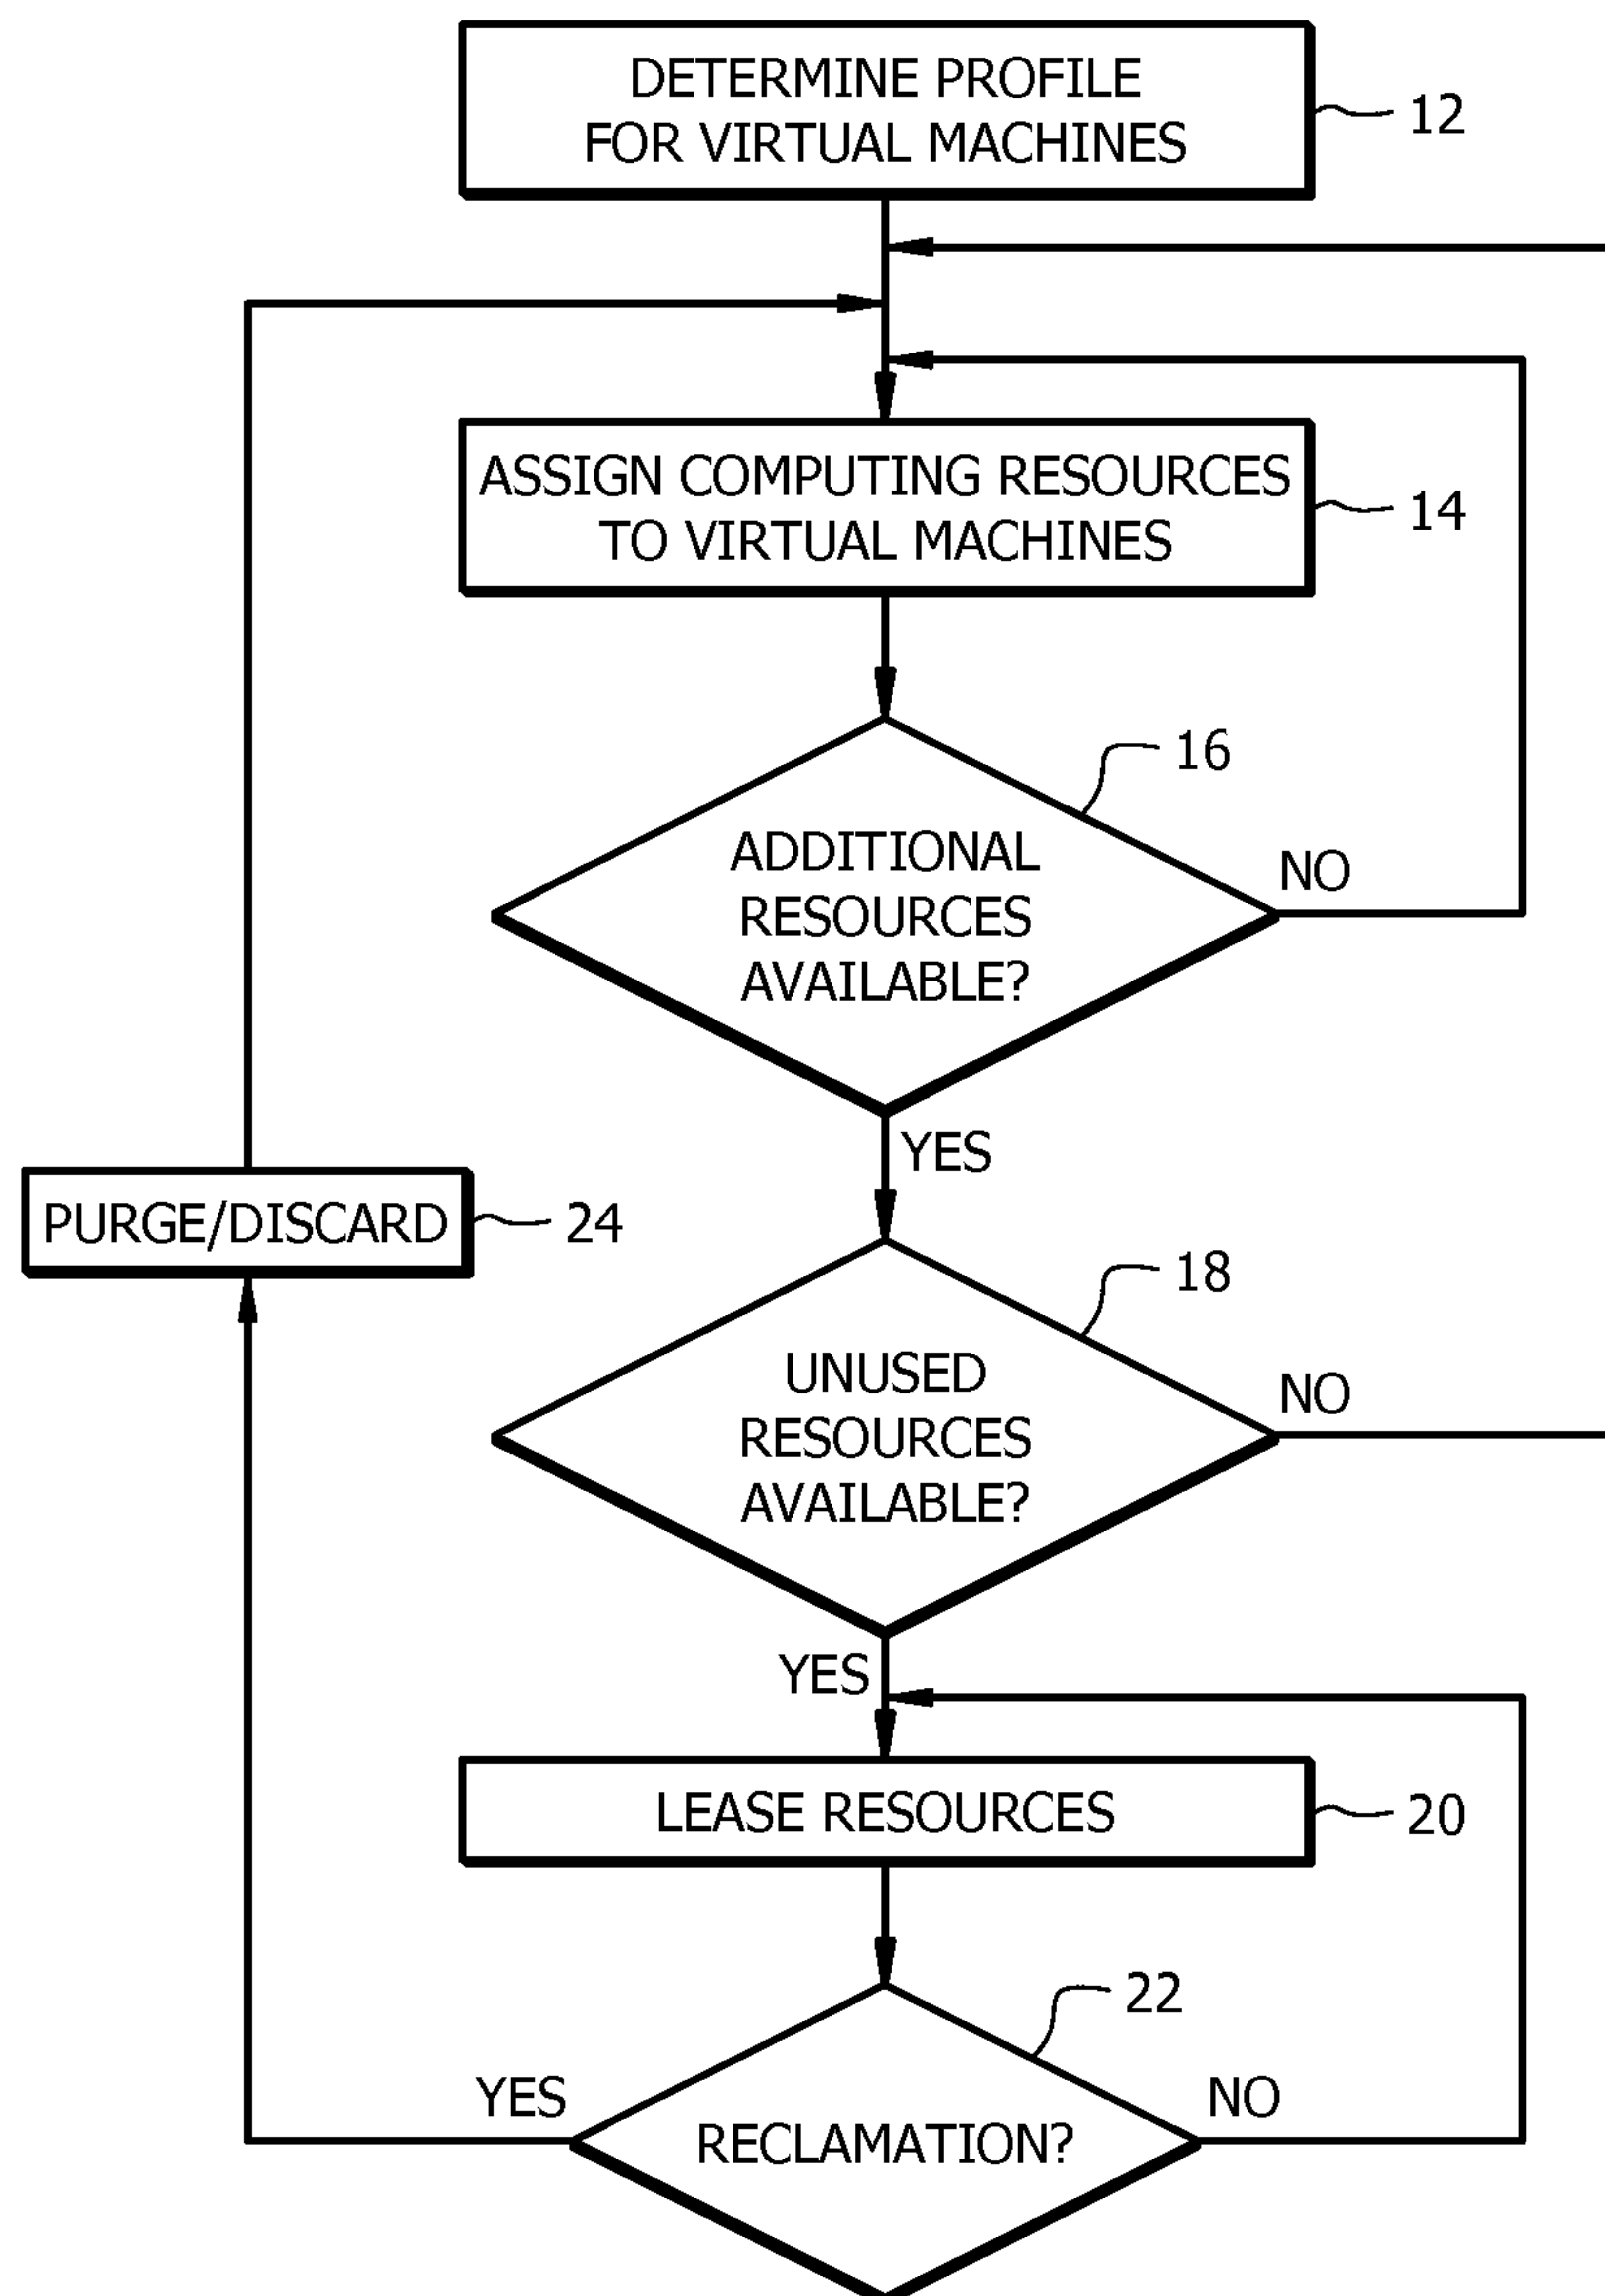 DETERMINE PROFILE
FOR VIRTUAL MACHINES
12
ASSIGN COMPUTING RESOURCES
TO VIRTUAL MACHINES
14
16
ADDITIONAL
RESOURCES
AVAILABLE?
NO
YES
PURGE/DISCARD
24
18
UNUSED
RESOURCES
AVAILABLE?
NO
YES
LEASE RESOURCES
20
22
YES
RECLAMATION?
NO